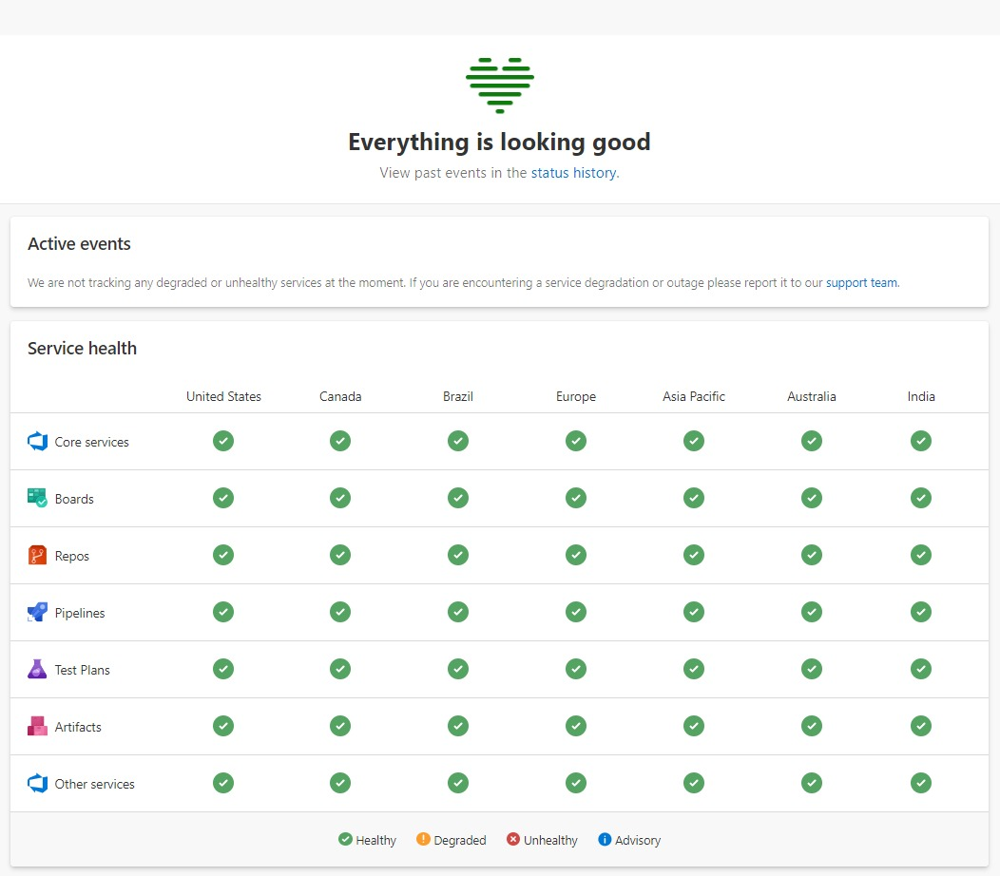 Everything is looking good
View past events in the status history.
Active events
We are not tracking any degraded or unhealthy services at the moment. If you are encountering a service degradation or outage please report it to our support team.
Service health
United States Canada Brazil Europe Asia Pacific Australia India
Core services
Boards
Repos
Pipelines
Test Plans
Artifacts
Other services
Healthy Degraded Unhealthy Advisory